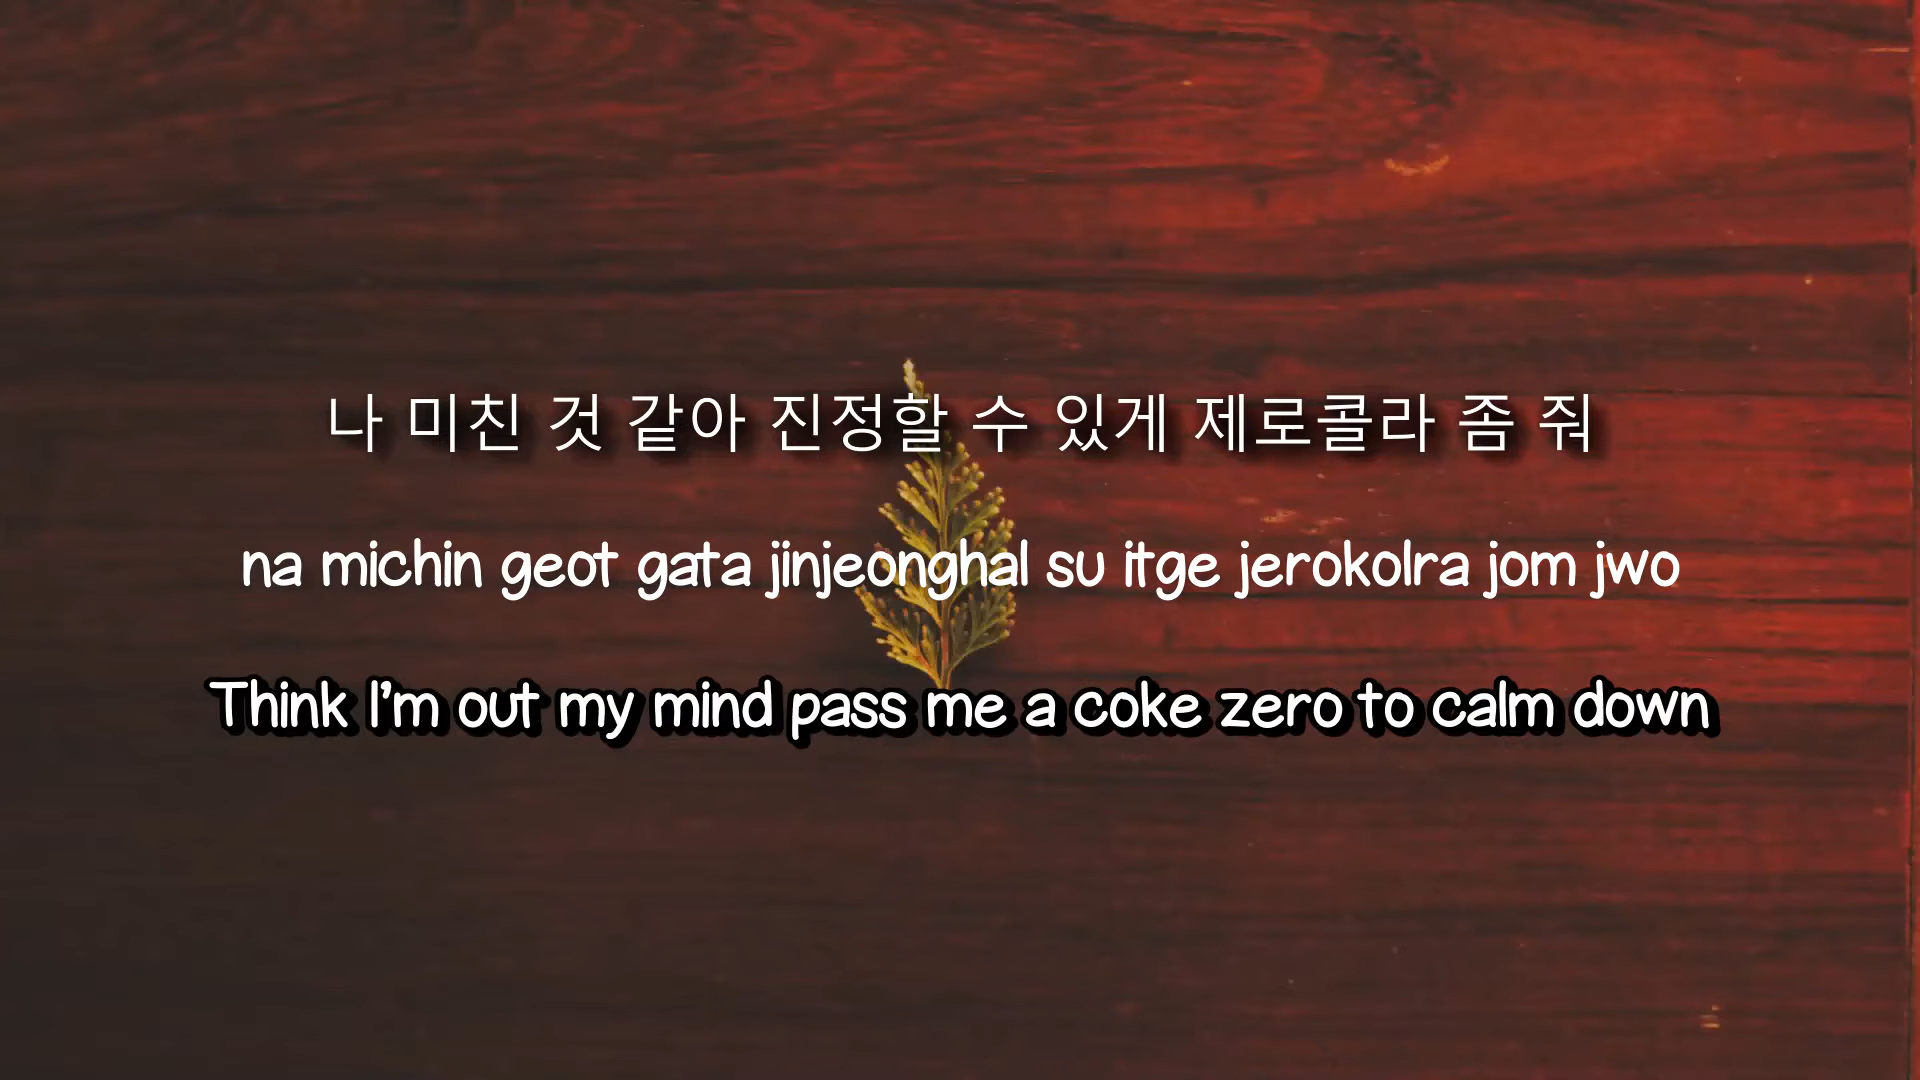 나 미친 것 같아 진정할 수 있게 제로콜라 좀 줘
na michin geot gata jinjeonghal su itge jerokolra jom jwo
Think I'm out my mind pass me a coke zero to calm down